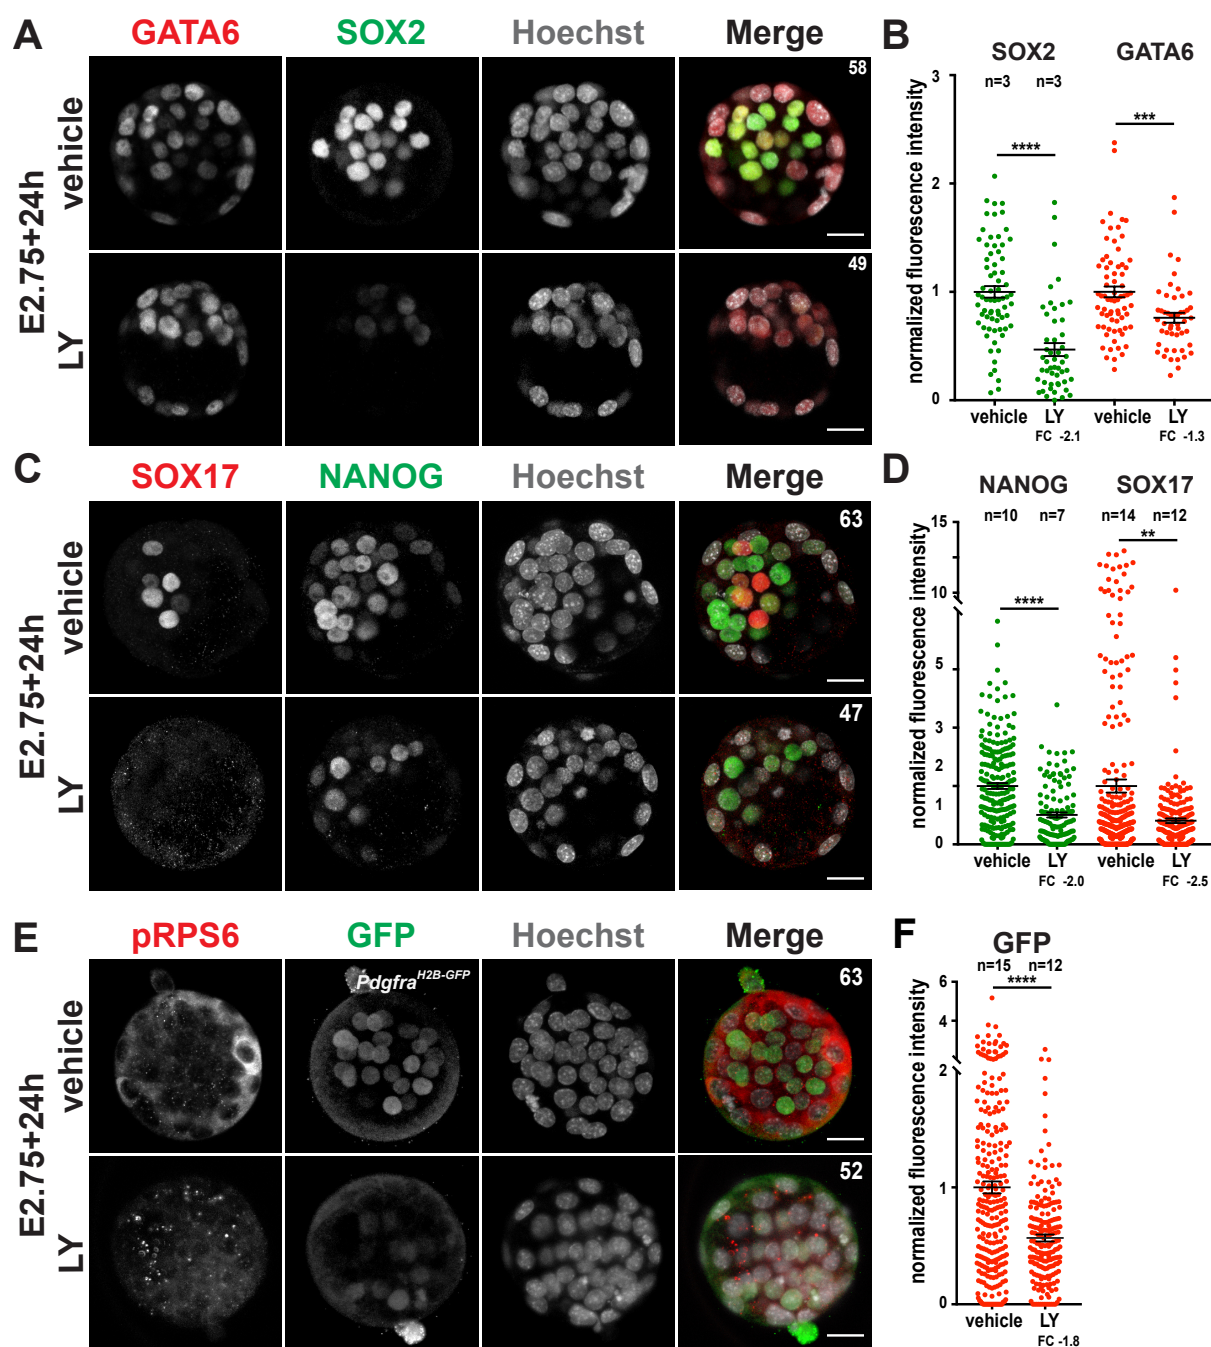 A
GATA6 SOX2 Hoechst Merge
E2.75+24h
vehicle
58
LY
49
B
SOX2 GATA6
n=3 n=3
normalized fluorescence intensity
3
2
1
0
**** ***
vehicle LY vehicle LY
FC -2.1 FC -1.3
C
SOX17 NANOG Hoechst Merge
E2.75+24h
vehicle
63
LY
47
D
NANOG SOX17
n=10 n=7 n=14 n=12
normalized fluorescence intensity
15
10
5
3
2
1
0
**** **
vehicle LY vehicle LY
FC -2.0 FC -2.5
E
pRPS6 GFP Hoechst Merge
E2.75+24h
vehicle
Pdgfra^H2B-GFP
63
LY
52
F
GFP
n=15 n=12
normalized fluorescence intensity
6
4
2
1
0
****
vehicle LY
FC -1.8